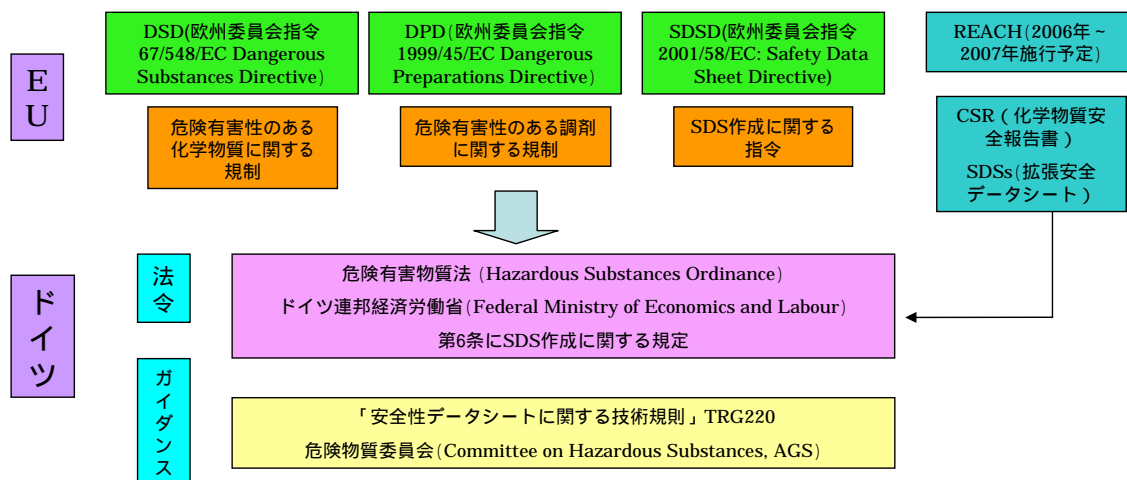 EU
DSD(欧州委員会指令
67/548/EC Dangerous
Substances Directive)
DPD(欧州委員会指令
1999/45/EC Dangerous
Preparations Directive)
SDSD(欧州委員会指令
2001/58/EC: Safety Data
Sheet Directive)
REACH(2006年~
2007年施行予定)
危険有害性のある
化学物質に関する
規制
危険有害性のある調剤
に関する規制
SDS作成に関する
指令
CSR(化学物質安
全報告書)
SDSs(拡張安全
データシート)
ドイツ
法令
危険有害物質法 (Hazardous Substances Ordinance)
ドイツ連邦経済労働省(Federal Ministry of Economics and Labour)
第6条にSDS作成に関する規定
ガイダンス
「安全性データシートに関する技術規則」TRG220
危険物質委員会(Committee on Hazardous Substances, AGS)